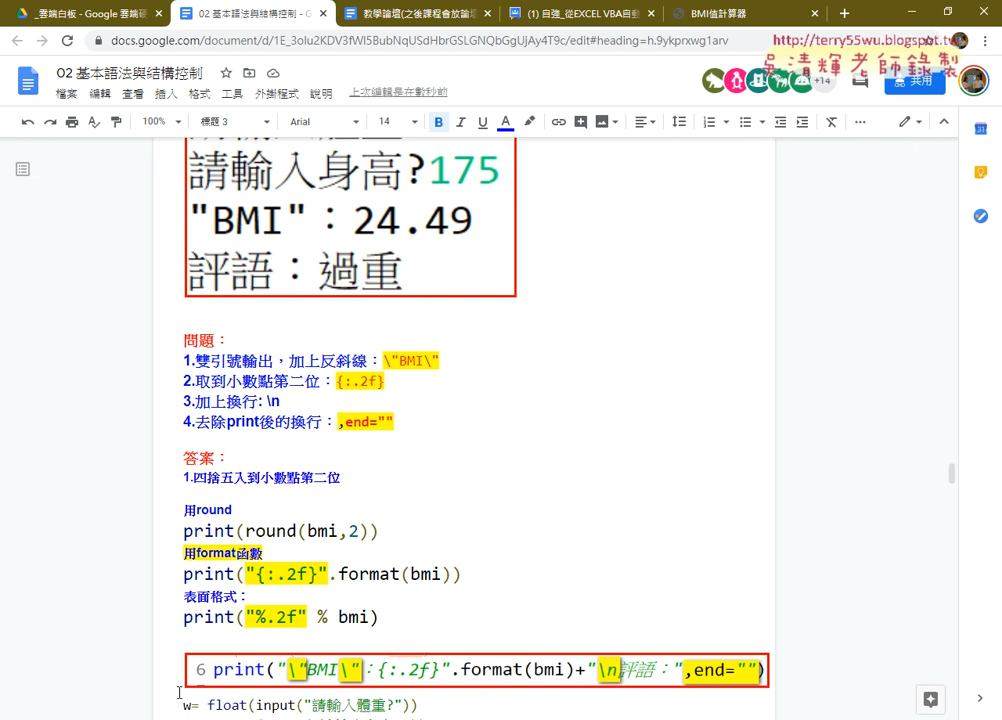 _雲端白板 - Google 雲端硬
02 基本語法與結構控制 - G
教學論壇(之後課程會放論壇
(1) 自強_從EXCEL VBA自動
BMI值計算器
docs.google.com/document/d/1E_3olu2KDV3fWl5BubNqUSdHbrGSLGNQbGgUjAy4T9c/edit#heading=h.9ykprxwg1arv
http://terry55wu.blogspot.tw
吳清輝老師錄製
02 基本語法與結構控制
檔案 編輯 查看 插入 格式 工具 外掛程式 說明 上次編輯是在數秒前
+14
共用
100% 標題 3 Arial 14
請輸入身高?175
"BMI"：24.49
評語：過重
問題：
1.雙引號輸出，加上反斜線：\"BMI\"
2.取到小數點第二位：{:.2f}
3.加上換行: \n
4.去除print後的換行：,end=""
答案：
1.四捨五入到小數點第二位
用round
print(round(bmi,2))
用format函數
print("{:.2f}".format(bmi))
表面格式：
print("%.2f" % bmi)
6 print("\"BMI\"：{:.2f}".format(bmi)+"\n評語：",end="")
w= float(input("請輸入體重?"))